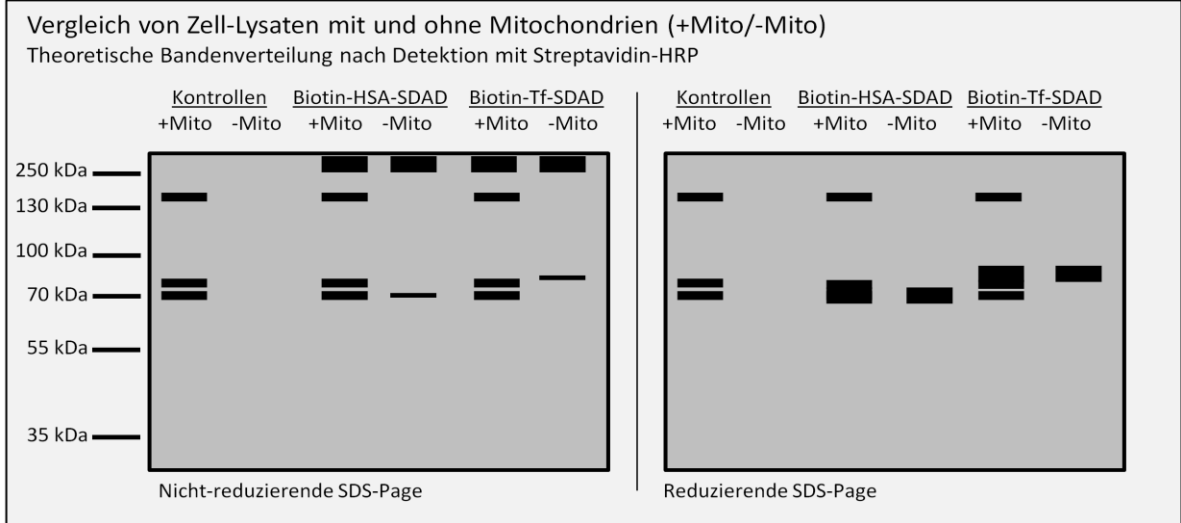 Vergleich von Zell-Lysaten mit und ohne Mitochondrien (+Mito/-Mito)
Theoretische Bandenverteilung nach Detektion mit Streptavidin-HRP
Kontrollen Biotin-HSA-SDAD Biotin-Tf-SDAD Kontrollen Biotin-HSA-SDAD Biotin-Tf-SDAD
+Mito -Mito +Mito -Mito +Mito -Mito +Mito -Mito +Mito -Mito +Mito -Mito
250 kDa
130 kDa
100 kDa
70 kDa
55 kDa
35 kDa
Nicht-reduzierende SDS-Page Reduzierende SDS-Page